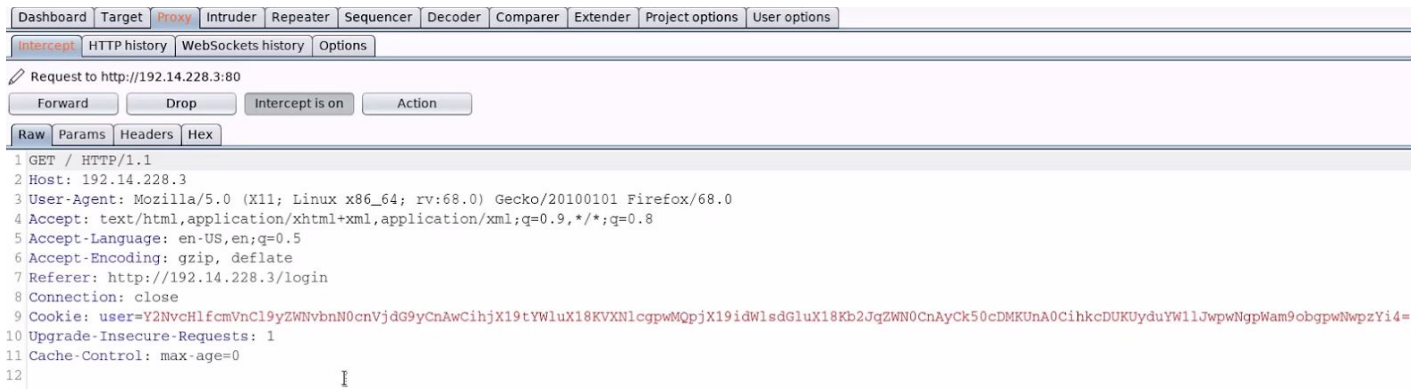 Dashboard Target Proxy Intruder Repeater Sequencer Decoder Comparer Extender Project options User options
Intercept HTTP history WebSockets history Options
Request to http://192.14.228.3:80
Forward Drop Intercept is on Action
Raw Params Headers Hex
1 GET / HTTP/1.1
2 Host: 192.14.228.3
3 User-Agent: Mozilla/5.0 (X11; Linux x86_64; rv:68.0) Gecko/20100101 Firefox/68.0
4 Accept: text/html,application/xhtml+xml,application/xml;q=0.9,*/*;q=0.8
5 Accept-Language: en-US,en;q=0.5
6 Accept-Encoding: gzip, deflate
7 Referer: http://192.14.228.3/login
8 Connection: close
9 Cookie: user=Y2NvcHlfcmVnCl9yZWNvbnN0cnVjdG9yCnAwCihjX19tYWluX18KVXNlcgpwMQpjX19idWlsdGluX18Kb2JqZWN0CnAyCk50cDMKUnA0CihkcDUKUyduYW1lJwpwNgpWam9obgpwNwpzYi4=
10 Upgrade-Insecure-Requests: 1
11 Cache-Control: max-age=0
12